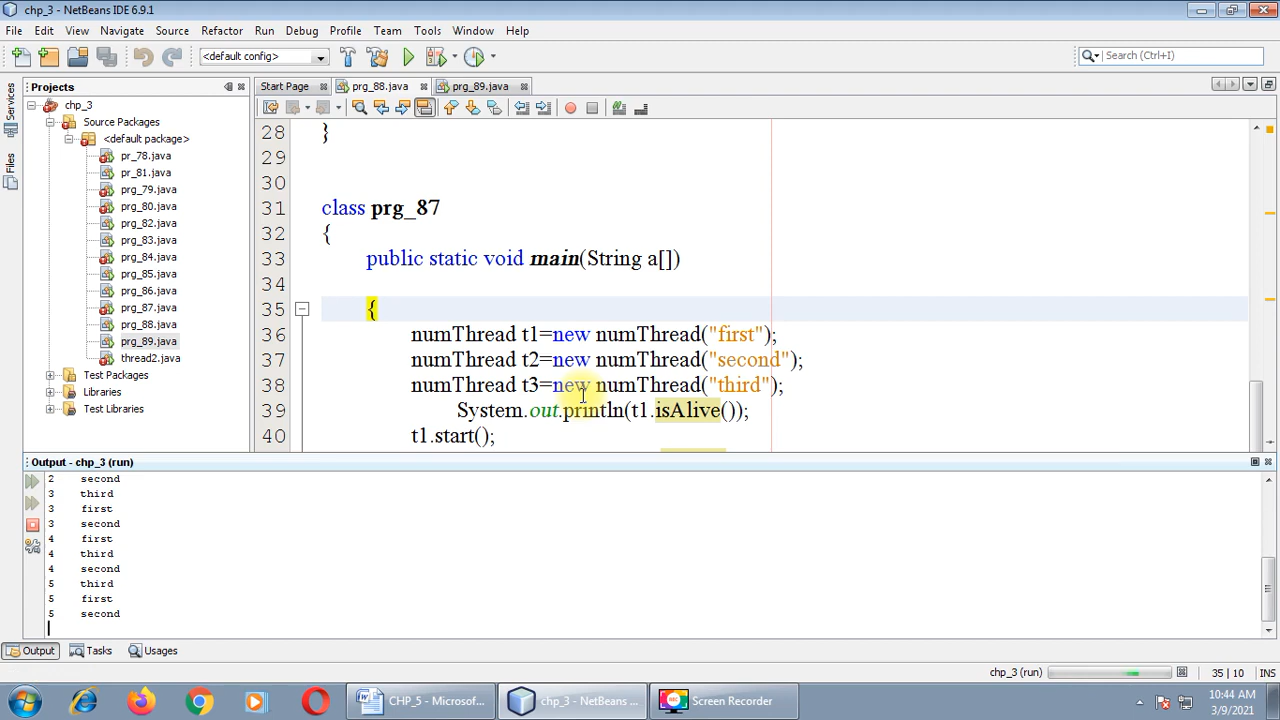 chp_3 - NetBeans IDE 6.9.1
File Edit View Navigate Source Refactor Run Debug Profile Team Tools Window Help
<default config>
Search (Ctrl+I)
Projects
Start Page prg_88.java prg_89.java
Services
Files
chp_3
Source Packages
<default package>
pr_78.java
pr_81.java
prg_79.java
prg_80.java
prg_82.java
prg_83.java
prg_84.java
prg_85.java
prg_86.java
prg_87.java
prg_88.java
prg_89.java
thread2.java
Test Packages
Libraries
Test Libraries
28 }
29
30
31 class prg_87
32 {
33 public static void main(String a[])
34
35 {
36 numThread t1=new numThread("first");
37 numThread t2=new numThread("second");
38 numThread t3=new numThread("third");
39 System.out.println(t1.isAlive());
40 t1.start();
Output - chp_3 (run)
2 second
3 third
3 first
3 second
4 first
4 third
4 second
5 third
5 first
5 second
Output Tasks Usages
chp_3 (run) 35 | 10 INS
CHP_5 - Microsof...
chp_3 - NetBeans ...
Screen Recorder
10:44 AM
3/9/2021